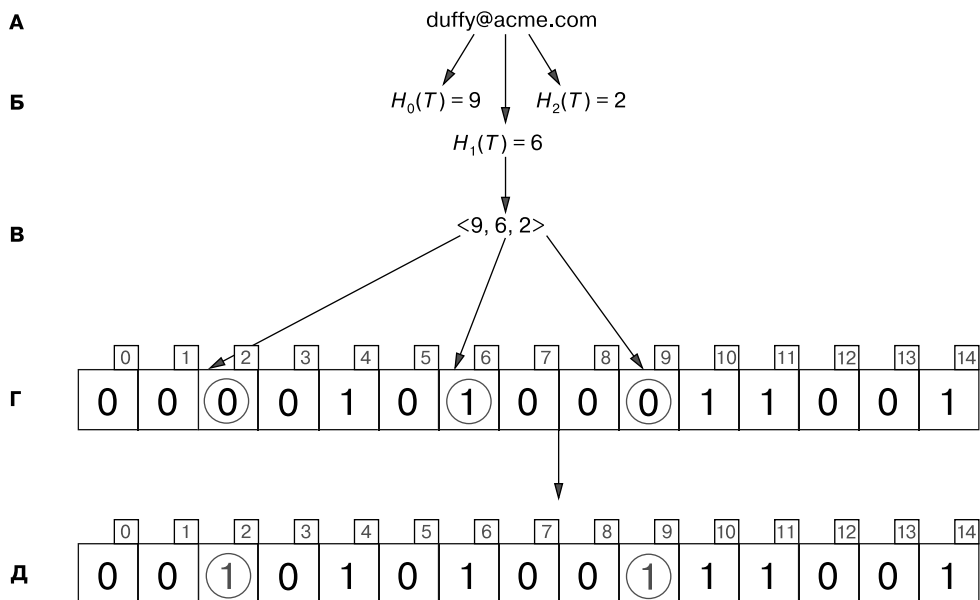 А duffy@acme.com
Б H₀(T) = 9 H₂(T) = 2
H₁(T) = 6
В <9, 6, 2>
0 1 2 3 4 5 6 7 8 9 10 11 12 13 14
Г 0 0 0 0 1 0 1 0 0 0 1 1 0 0 1
0 1 2 3 4 5 6 7 8 9 10 11 12 13 14
Д 0 0 1 0 1 0 1 0 0 1 1 1 0 0 1